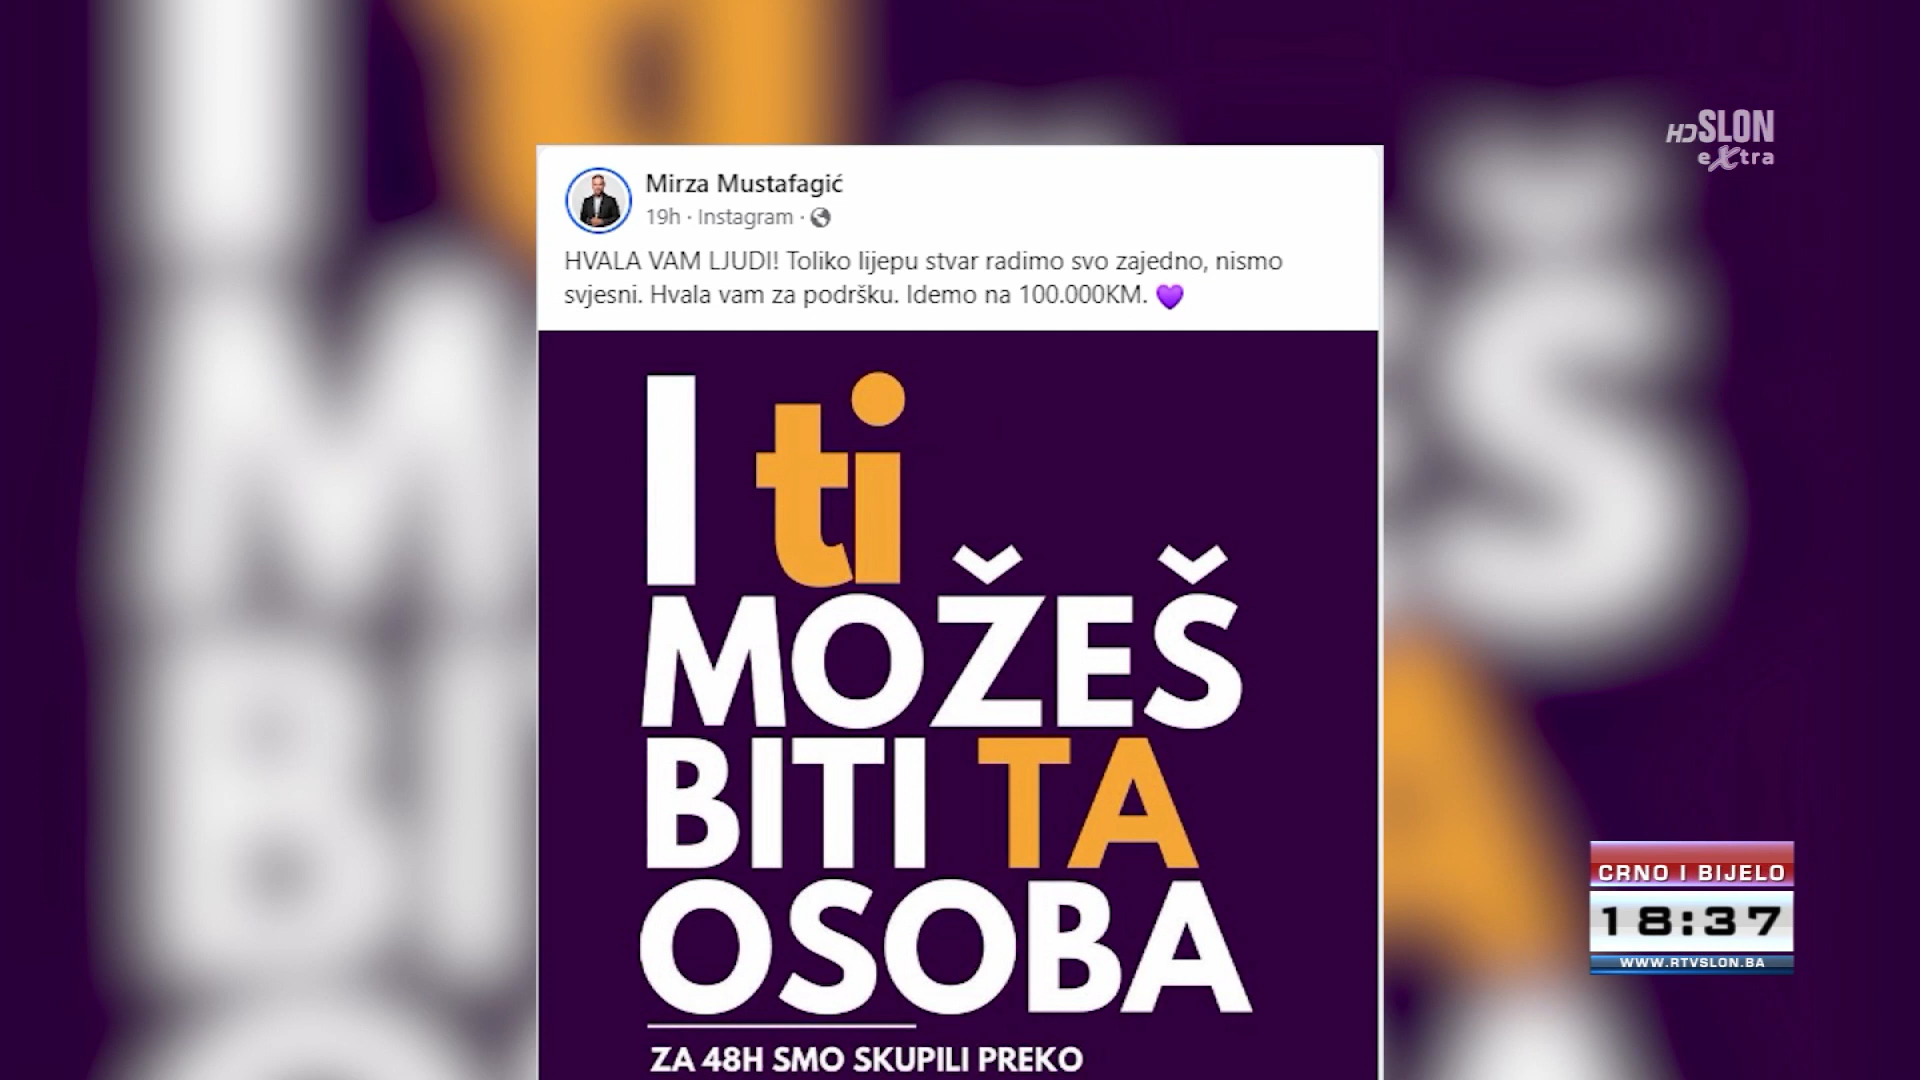 HD SLON
eXtra
Mirza Mustafagić
19h · Instagram ·
HVALA VAM LJUDI! Toliko lijepu stvar radimo svo zajedno, nismo
svjesni. Hvala vam za podršku. Idemo na 100.000KM. 💜
I ti
MOŽEŠ
BITI TA
OSOBA
ZA 48H SMO SKUPILI PREKO
CRNO I BIJELO
18:37
WWW.RTVSLON.BA